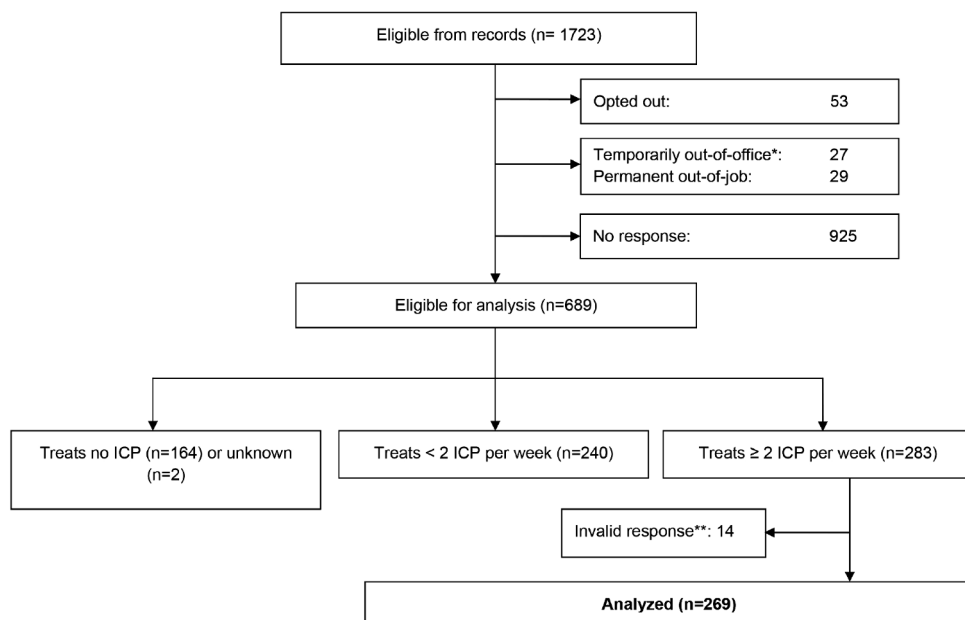 Eligible from records (n= 1723)
Opted out: 53
Temporarily out-of-office*: 27
Permanent out-of-job: 29
No response: 925
Eligible for analysis (n=689)
Treats no ICP (n=164) or unknown
(n=2)
Treats < 2 ICP per week (n=240)
Treats ≥ 2 ICP per week (n=283)
Invalid response**: 14
Analyzed (n=269)